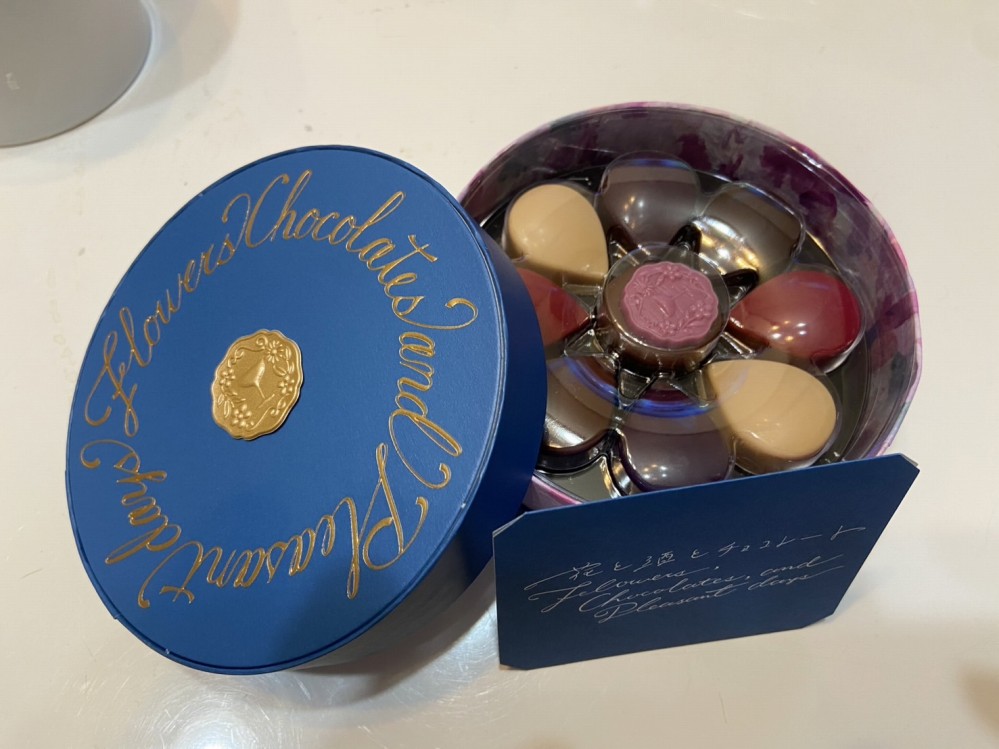 Flowers Chocolates and Pleasant days
花と酒とチョコレート
Flowers,
Chocolates, and
Pleasant days